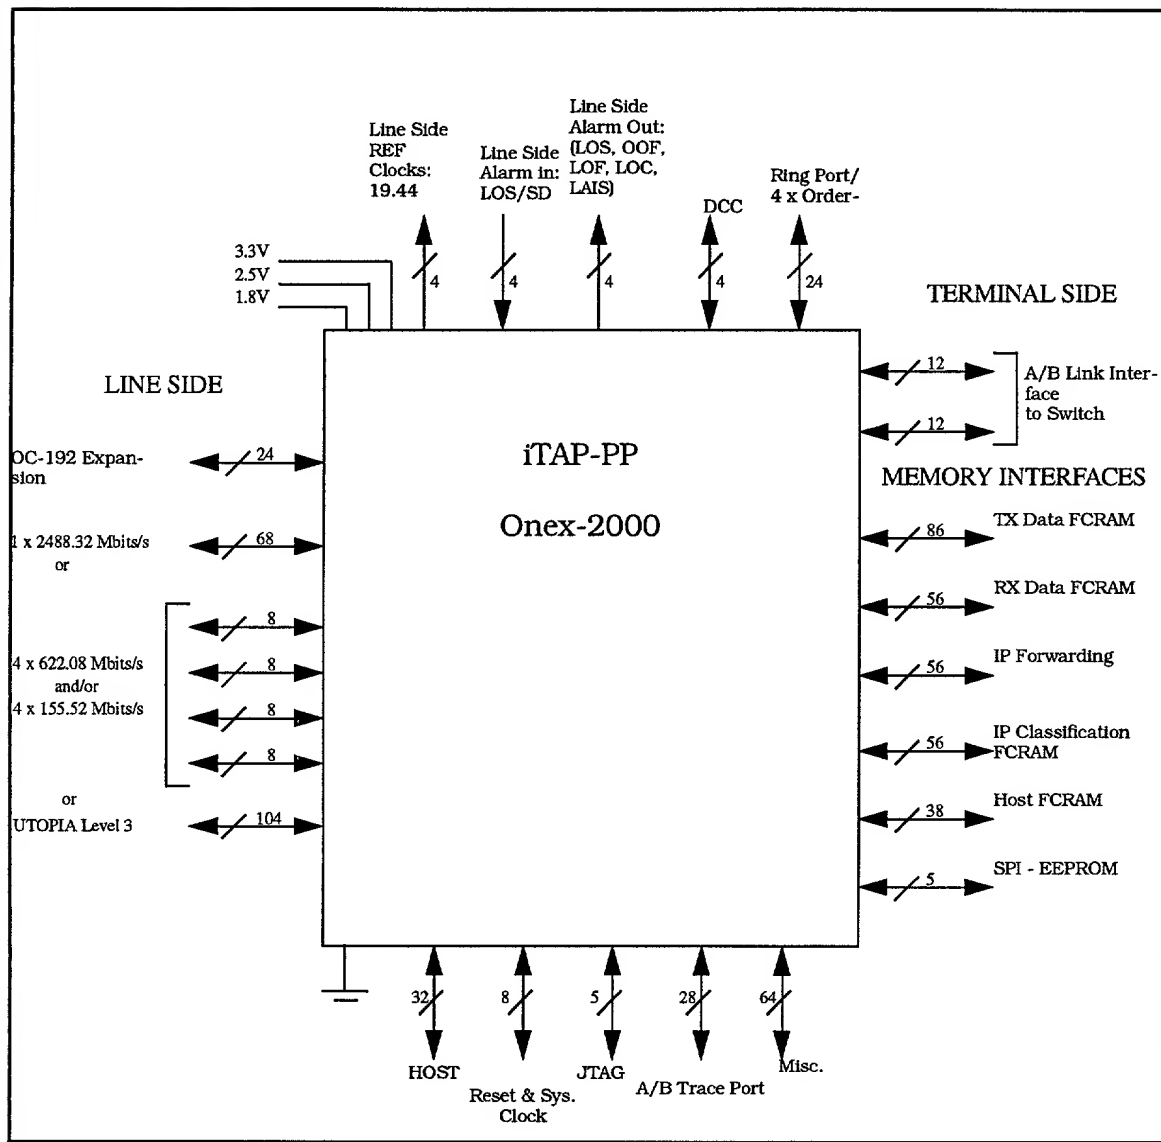 Line Side
REF
Clocks:
19.44
Line Side
Alarm in:
LOS/SD
Line Side
Alarm Out:
(LOS, OOF,
LOF, LOC,
LAIS)
DCC
Ring Port/
4 x Order-
3.3V
2.5V
1.8V
4
4
4
4
24
TERMINAL SIDE
LINE SIDE
12
A/B Link Inter-
face
to Switch
12
iTAP-PP
Onex-2000
OC-192 Expan-
sion
24
MEMORY INTERFACES
1 x 2488.32 Mbits/s
or
68
TX Data FCRAM
86
8
RX Data FCRAM
56
4 x 622.08 Mbits/s
and/or
4 x 155.52 Mbits/s
8
8
8
IP Forwarding
56
IP Classification
FCRAM
56
or
UTOPIA Level 3
104
Host FCRAM
38
SPI - EEPROM
5
32
8
5
28
64
HOST
Reset & Sys.
Clock
JTAG
A/B Trace Port
Misc.